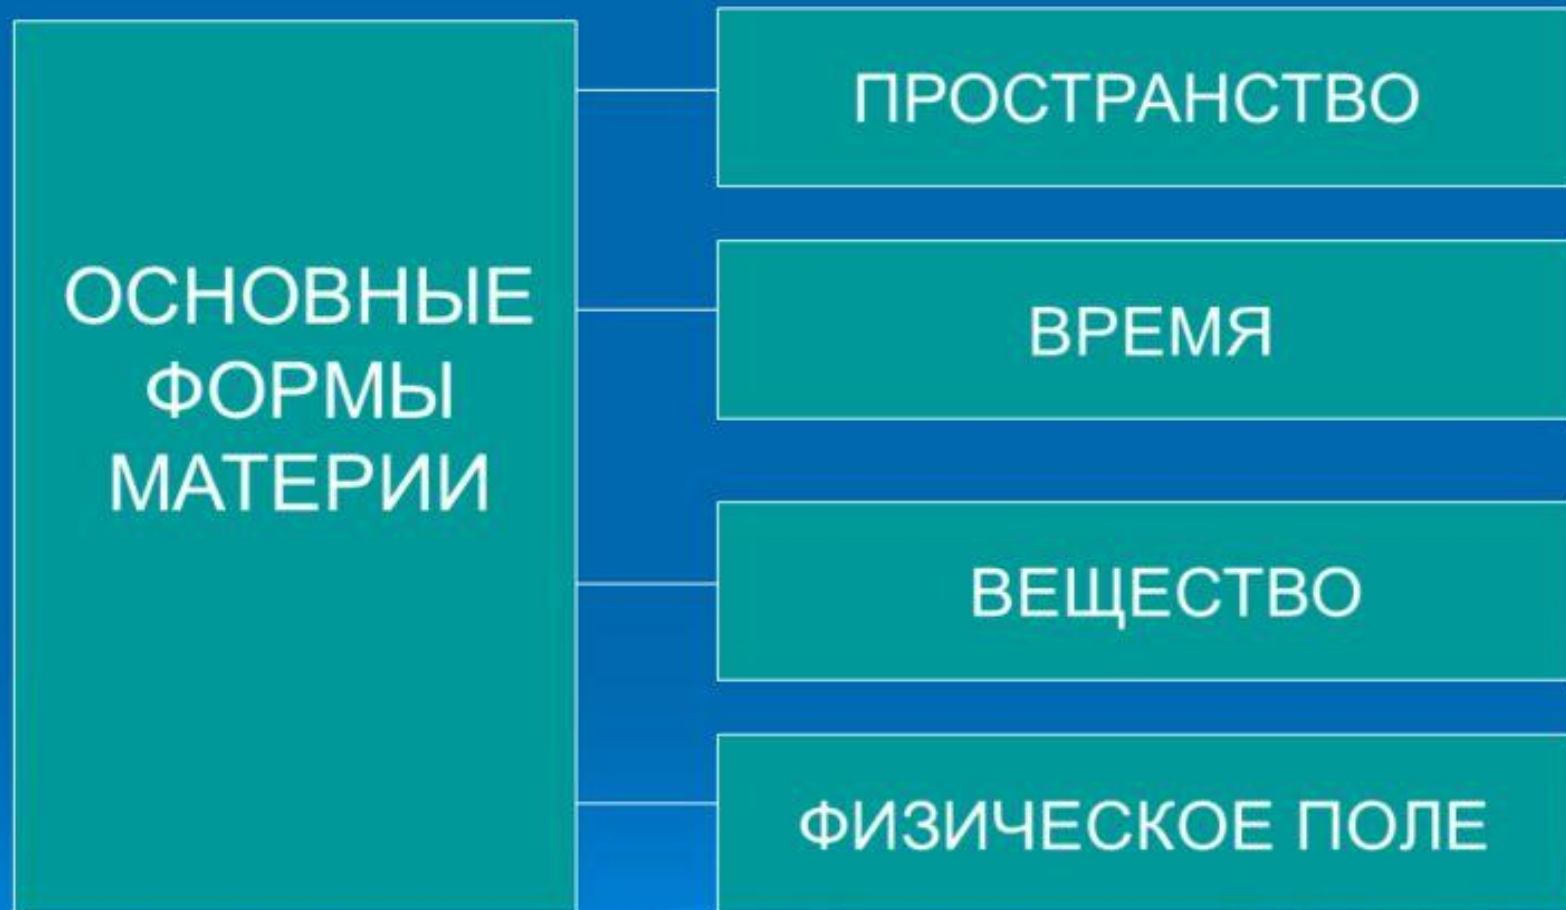 ОСНОВНЫЕ
ФОРМЫ
МАТЕРИИ
ПРОСТРАНСТВО
ВРЕМЯ
ВЕЩЕСТВО
ФИЗИЧЕСКОЕ ПОЛЕ